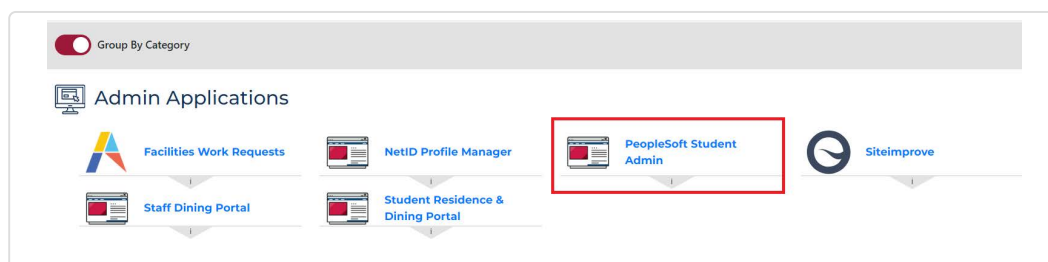 Group By Category
Admin Applications
Facilities Work Requests
NetID Profile Manager
PeopleSoft Student
Admin
Siteimprove
Staff Dining Portal
Student Residence &
Dining Portal